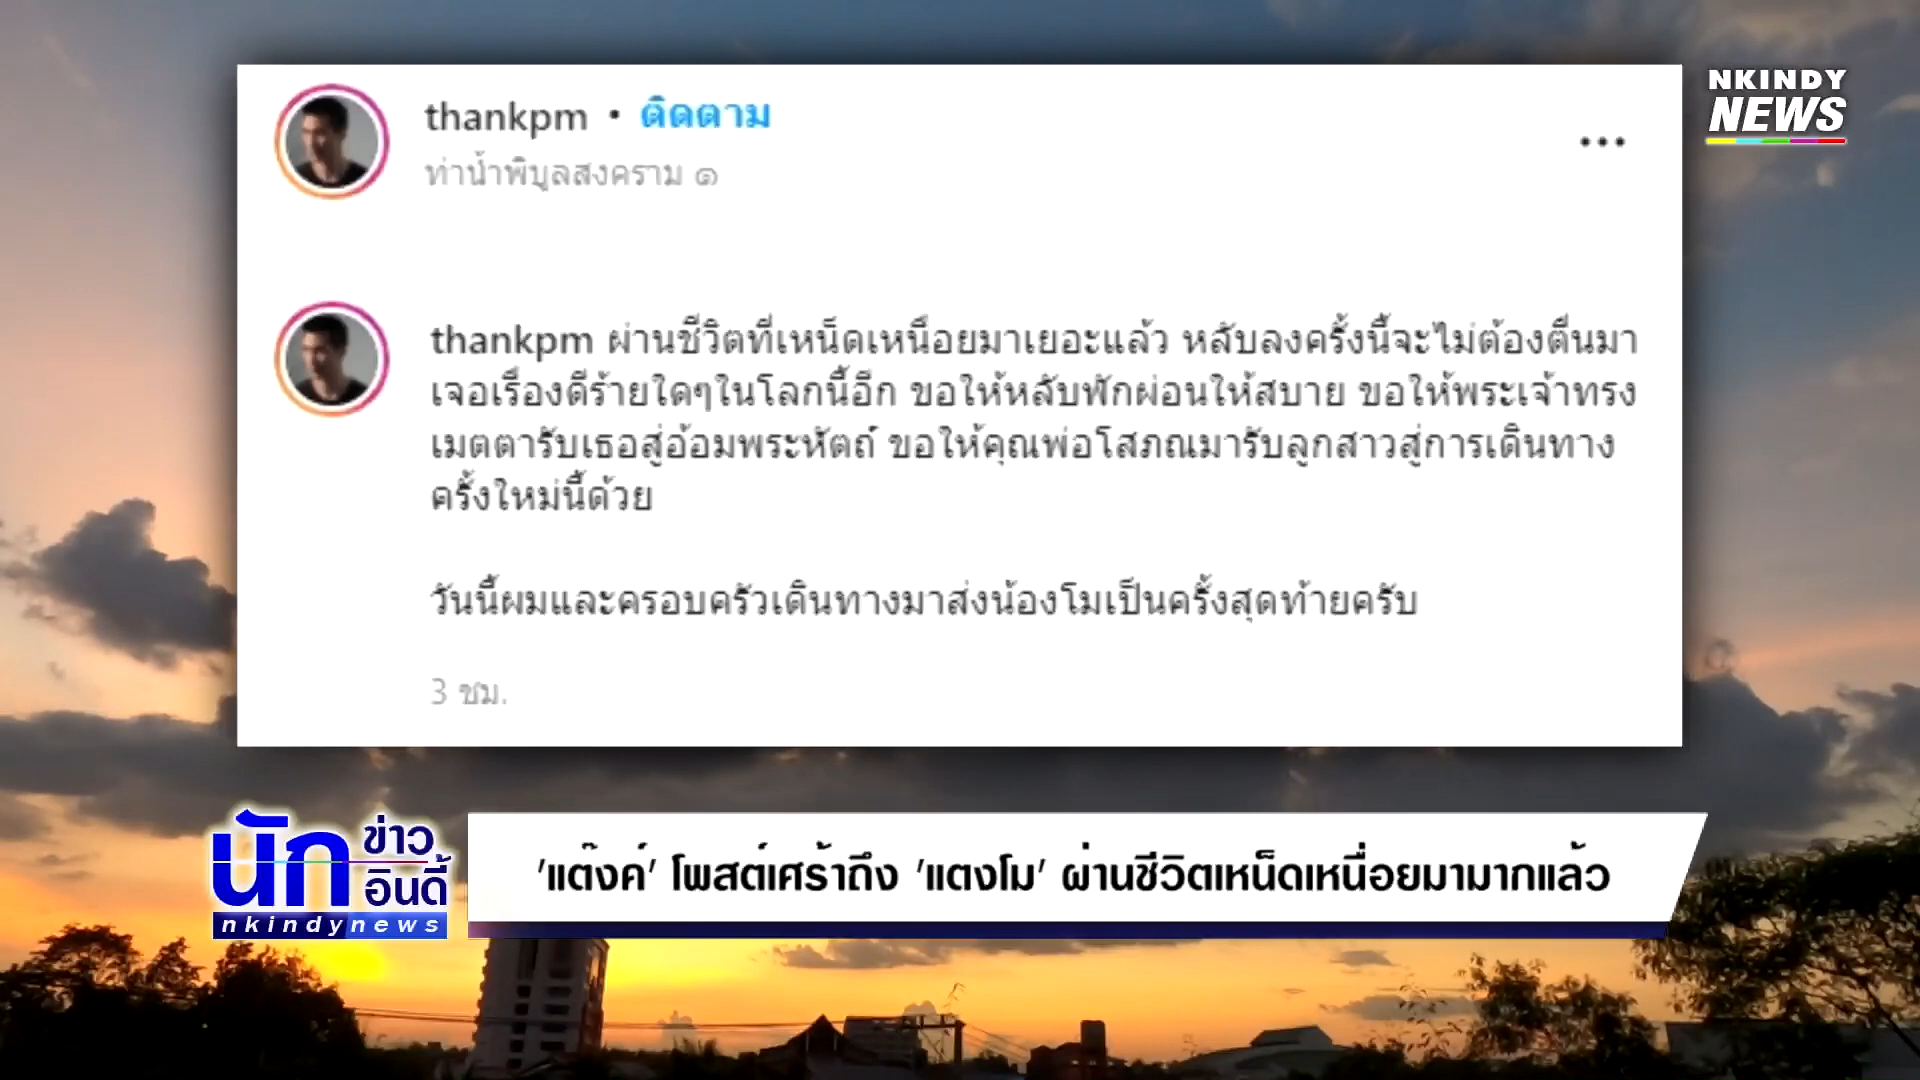 NKINDY
NEWS
thankpm • ติดตาม
ท่าน้ำพิบูลสงคราม ๑
thankpm ผ่านชีวิตที่เหน็ดเหนื่อยมาเยอะแล้ว หลับลงครั้งนี้จะไม่ต้องตื่นมา
เจอเรื่องดีร้ายใดๆในโลกนี้อีก ขอให้หลับพักผ่อนให้สบาย ขอให้พระเจ้าทรง
เมตตารับเธอสู่อ้อมพระหัตถ์ ขอให้คุณพ่อโสภณมารับลูกสาวสู่การเดินทาง
ครั้งใหม่นี้ด้วย
วันนี้ผมและครอบครัวเดินทางมาส่งน้องโมเป็นครั้งสุดท้ายครับ
3 ชม.
นักข่าวอินดี้
nkindynews
'แต๊งค์' โพสต์เศร้าถึง 'แตงโม' ผ่านชีวิตเหน็ดเหนื่อยมามากแล้ว